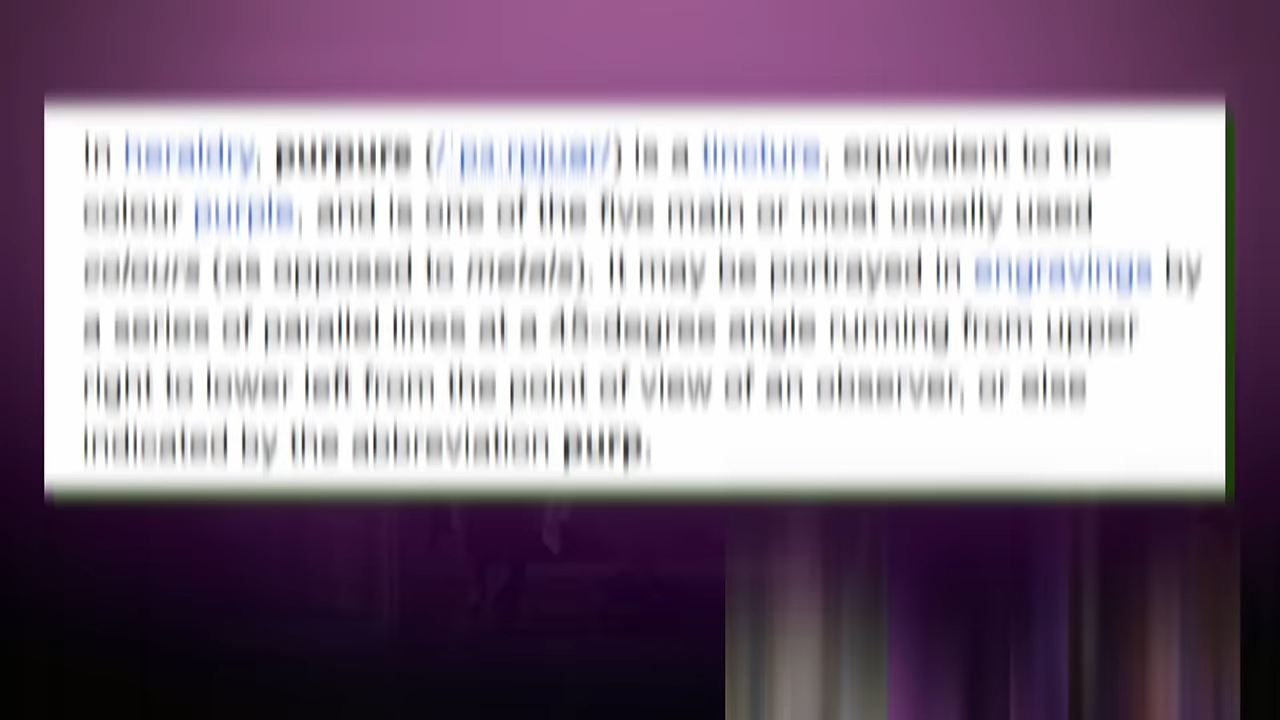 In heraldry, purpure (/ˈpɜːrpjʊər/) is a tincture, equivalent to the
colour purple, and is one of the five main or most usually used
colours (as opposed to metals). It may be portrayed in engravings by
a series of parallel lines at a 45-degree angle running from upper
right to lower left from the point of view of an observer, or else
indicated by the abbreviation purp.